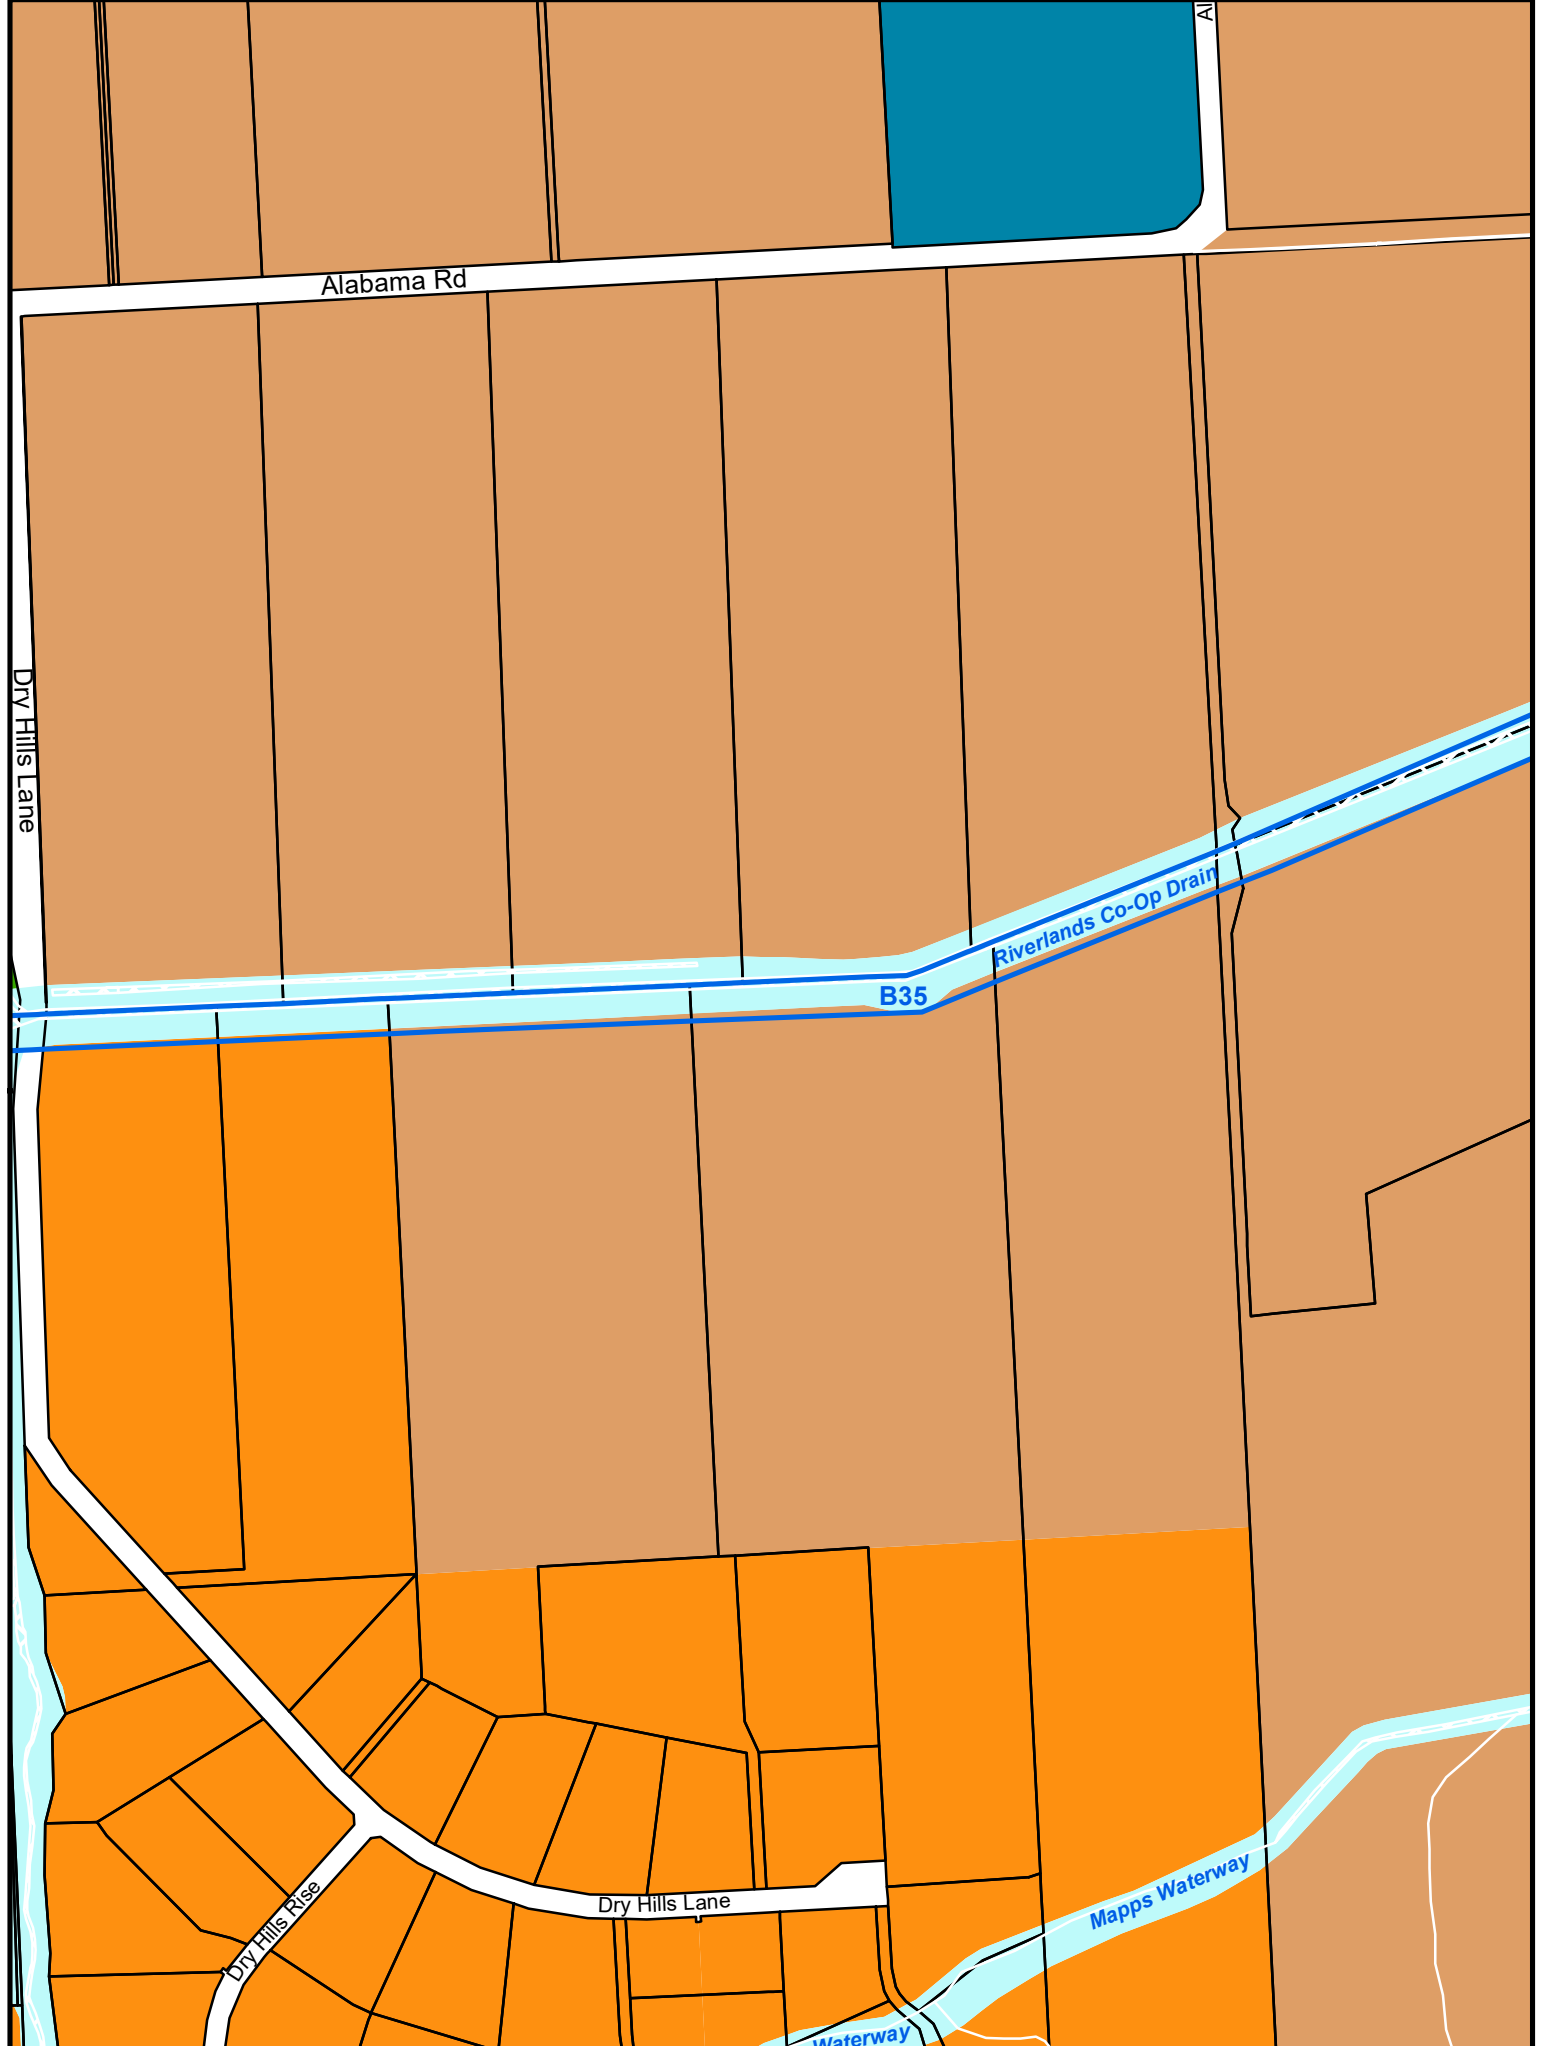 Alabama Rd
Dry Hills Lane
Riverlands Co-Op Drain
B35
Mapps Waterway
Dry Hills Lane
Dry Hills Rise
Waterway